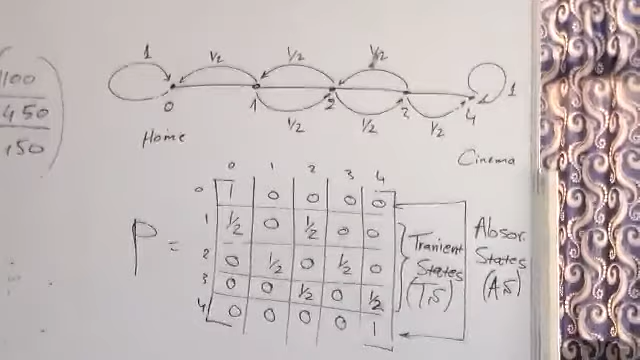 1 1/2 1/2 1/2 1
0 1 2 3 4
1/2 1/2 1/2
Home
Cinema
100
450
150
0 1 2 3 4
0 1 0 0 0 0
1 1/2 0 1/2 0 0
2 0 1/2 0 1/2 0
3 0 0 1/2 0 1/2
4 0 0 0 0 1
P =
Tranient
States
(T.S)
Absor.
States
(A.S)